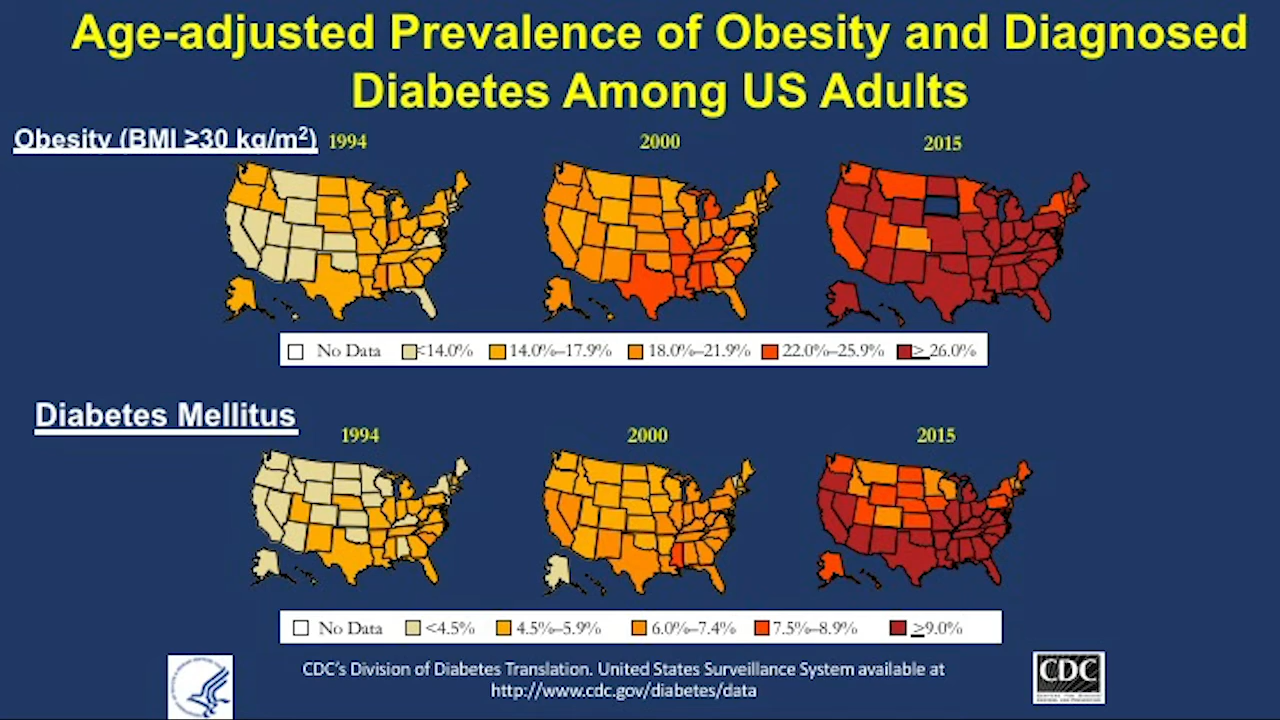 Age-adjusted Prevalence of Obesity and Diagnosed
Diabetes Among US Adults
Obesity (BMI ≥30 kg/m²)
1994 2000 2015
No Data <14.0% 14.0%–17.9% 18.0%–21.9% 22.0%–25.9% ≥ 26.0%
Diabetes Mellitus
1994 2000 2015
No Data <4.5% 4.5%–5.9% 6.0%–7.4% 7.5%–8.9% ≥9.0%
CDC's Division of Diabetes Translation. United States Surveillance System available at
http://www.cdc.gov/diabetes/data
CDC